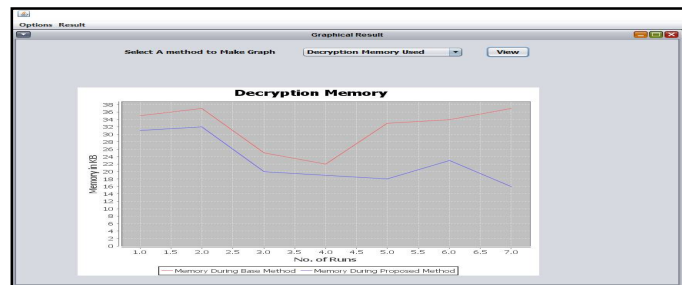 Options Result
Graphical Result
Select A method to Make Graph
Decryption Memory Used
View
Decryption Memory
Memory in KB
38
36
34
32
30
28
26
24
22
20
18
16
14
12
10
8
6
4
2
0
1.0 1.5 2.0 2.5 3.0 3.5 4.0 4.5 5.0 5.5 6.0 6.5 7.0
No. of Runs
Memory During Base Method Memory During Proposed Method